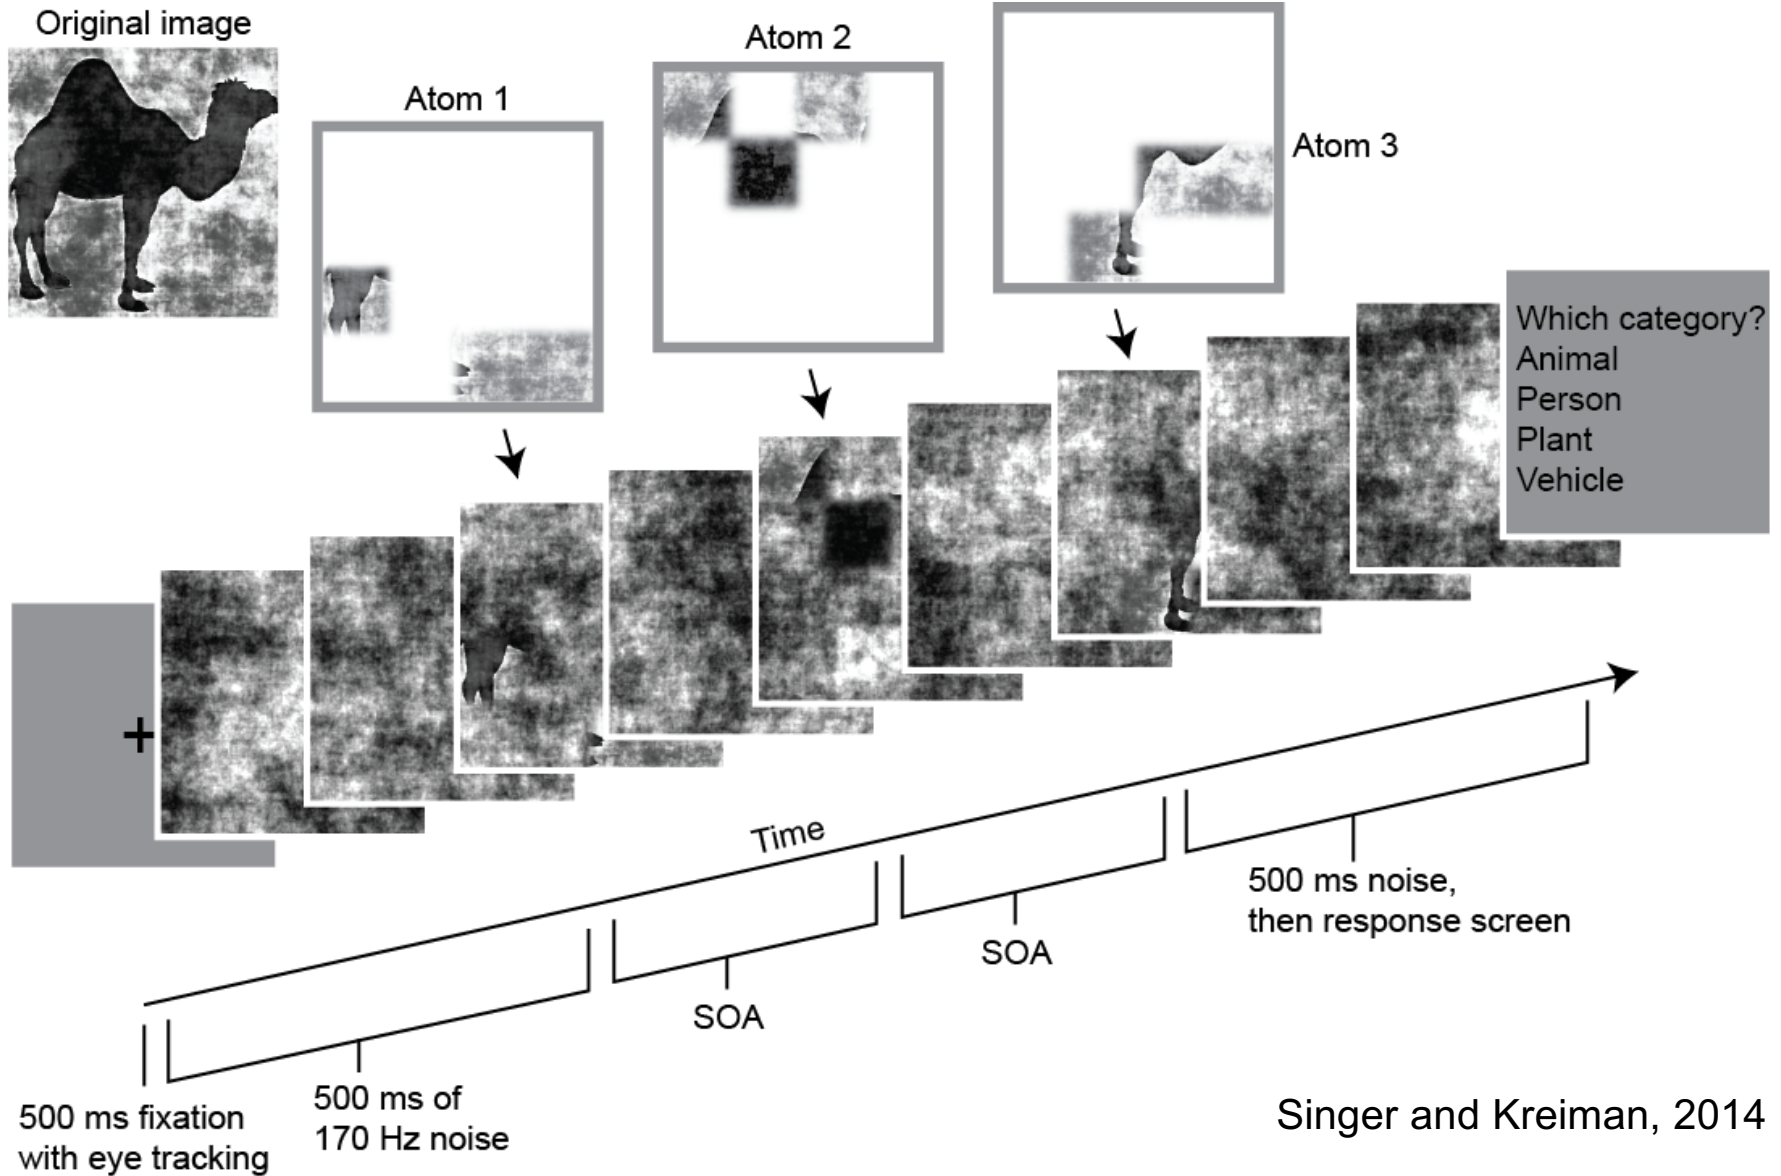 Original image
Atom 1
Atom 2
Atom 3
Which category?
Animal
Person
Plant
Vehicle
+
Time
500 ms noise,
then response screen
SOA
SOA
500 ms of
170 Hz noise
500 ms fixation
with eye tracking
Singer and Kreiman, 2014